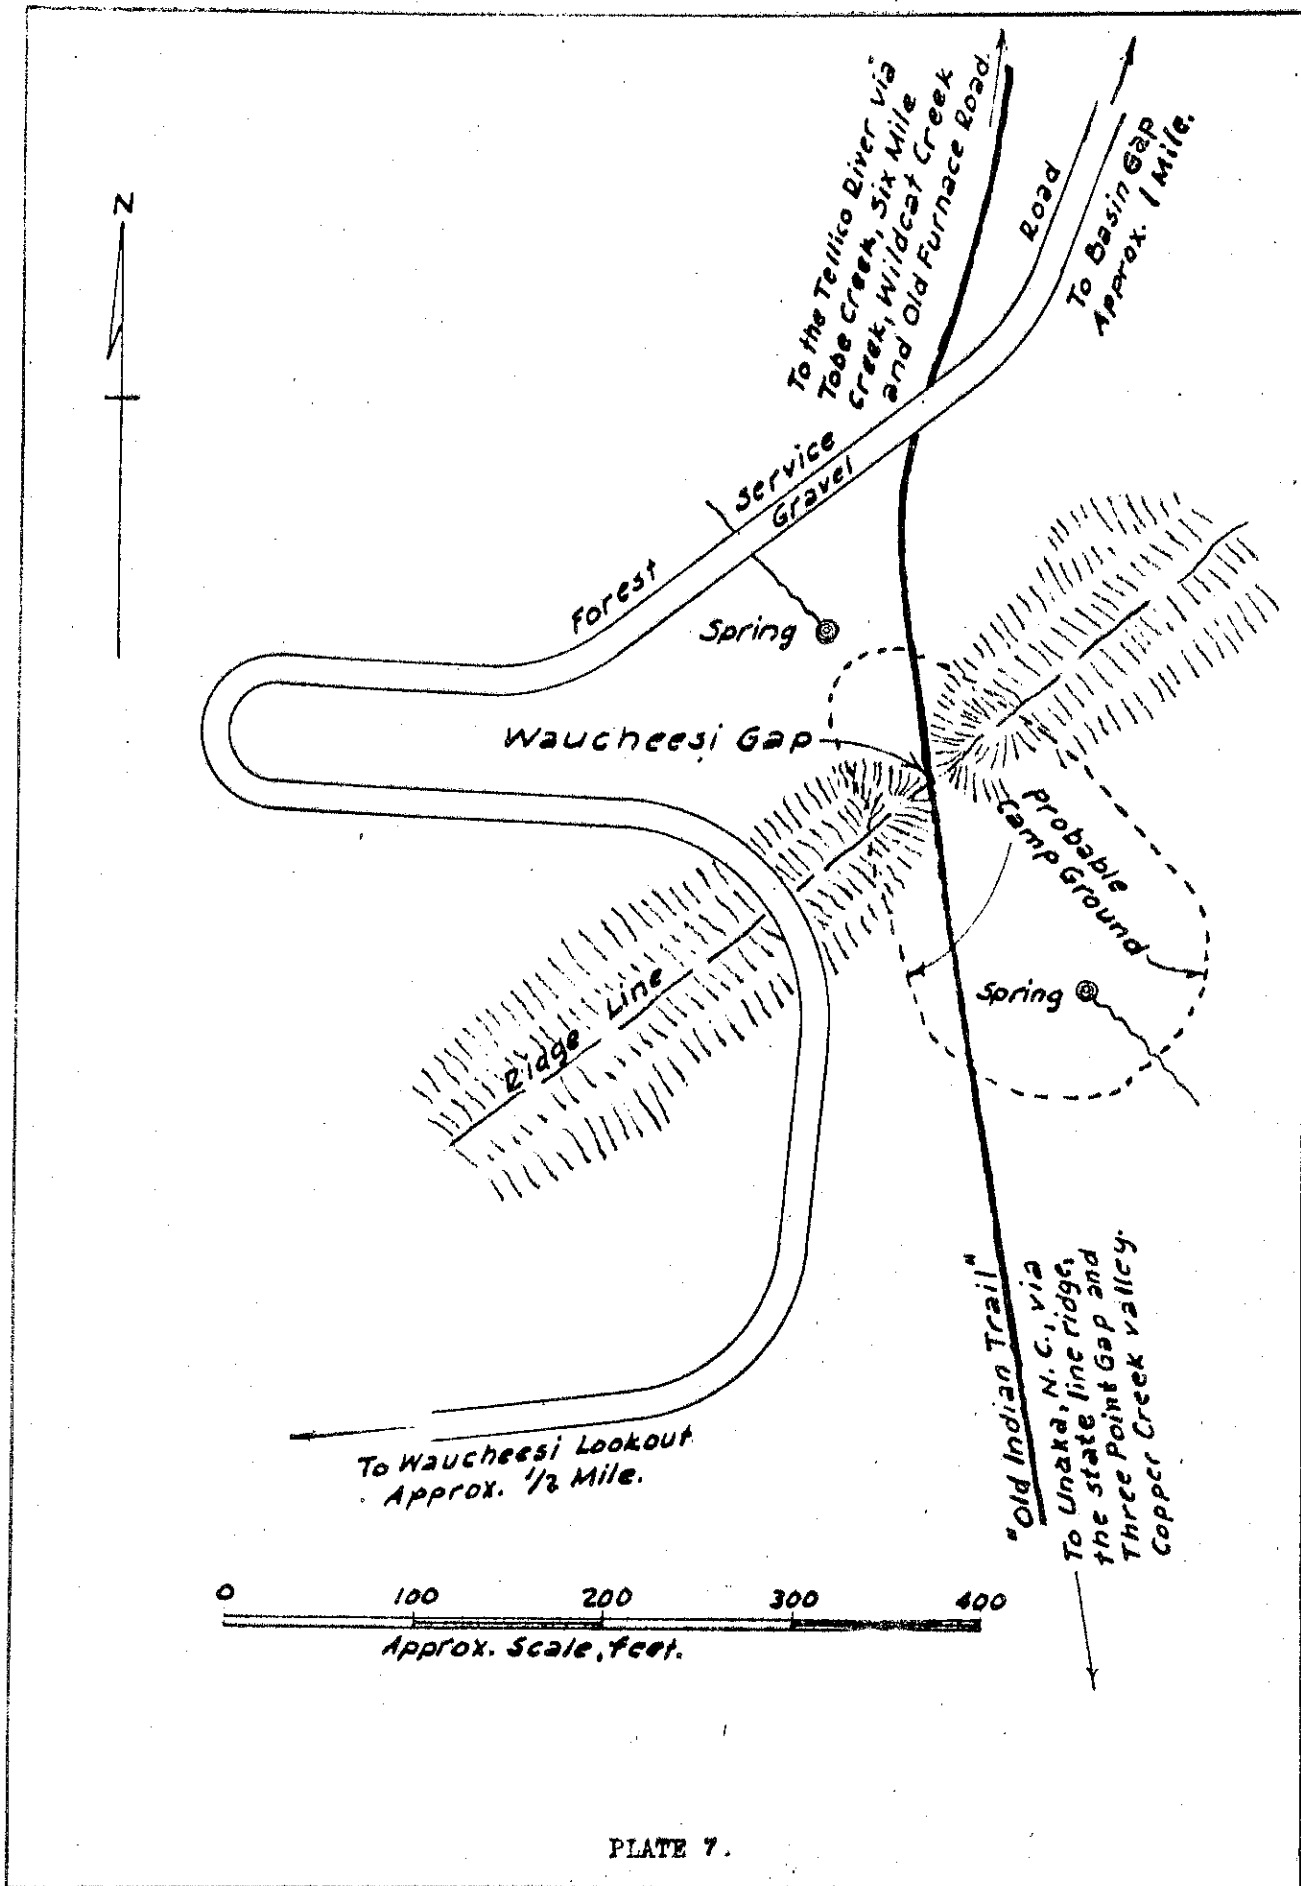 N
To the Tellico River via
Tobe Creek, Six Mile
Creek, Wildcat Creek
and Old Furnace Road.
Forest Service
Gravel Road
To Basin Gap
Approx. 1 Mile.
Spring
Waucheesi Gap
Probable
Camp Ground
Spring
Ridge Line
"Old Indian Trail"
To Unaka, N. C., via
the state line ridge,
Three Point Gap and
Copper Creek valley.
To Waucheesi Lookout
Approx. 1/2 Mile.
0 100 200 300 400
Approx. Scale, feet.
PLATE 7.